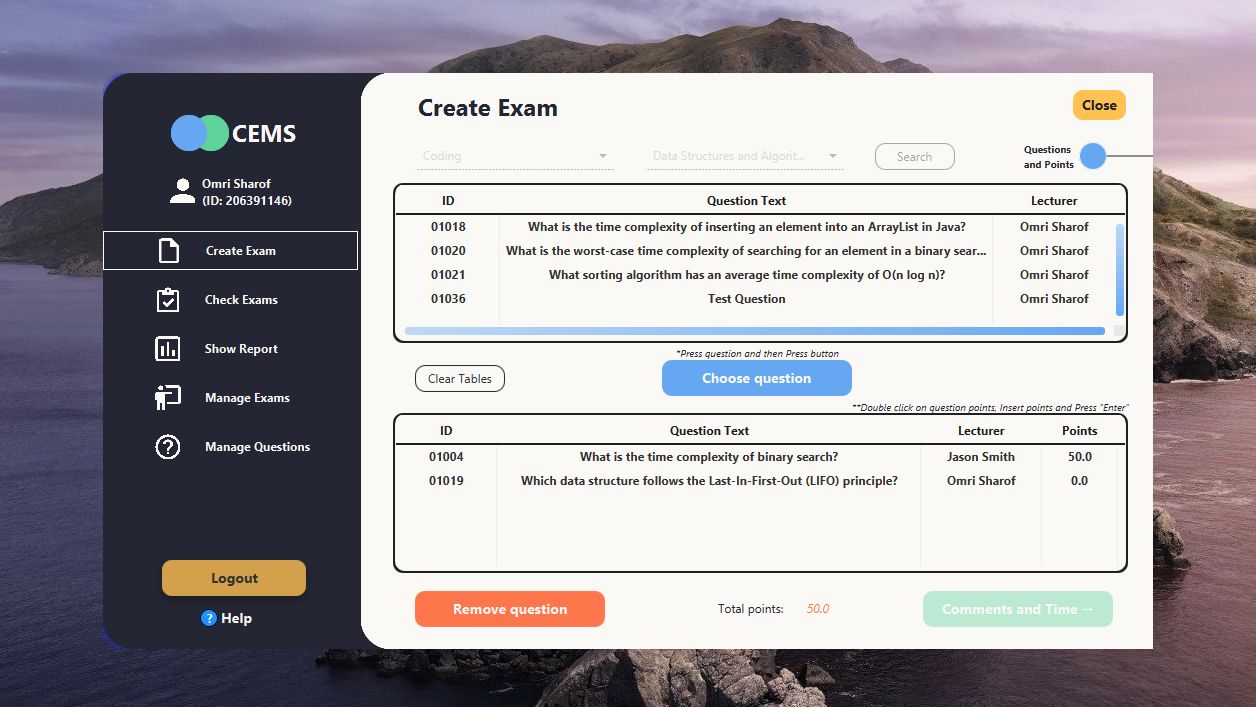 CEMS
Omri Sharof
(ID: 206391146)
Create Exam
Check Exams
Show Report
Manage Exams
Manage Questions
Logout
? Help
Create Exam
Close
Coding
Data Structures and Algorit...
Search
Questions
and Points
ID Question Text Lecturer
01018 What is the time complexity of inserting an element into an ArrayList in Java? Omri Sharof
01020 What is the worst-case time complexity of searching for an element in a binary sear... Omri Sharof
01021 What sorting algorithm has an average time complexity of O(n log n)? Omri Sharof
01036 Test Question Omri Sharof
*Press question and then Press button
Clear Tables
Choose question
**Double click on question points, Insert points and Press "Enter"
ID Question Text Lecturer Points
01004 What is the time complexity of binary search? Jason Smith 50.0
01019 Which data structure follows the Last-In-First-Out (LIFO) principle? Omri Sharof 0.0
Remove question
Total points: 50.0
Comments and Time →